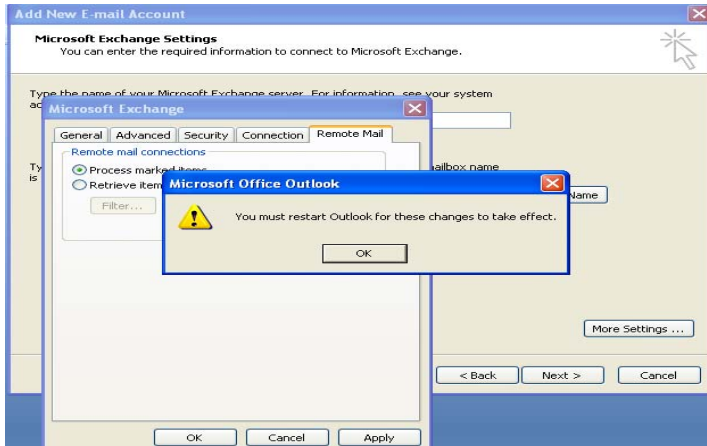 Add New E-mail Account
Microsoft Exchange Settings
You can enter the required information to connect to Microsoft Exchange.
Type the name of your Microsoft Exchange server. For information, see your system
Microsoft Exchange
General Advanced Security Connection Remote Mail
Remote mail connections
Process marked items
Retrieve item
Filter...
mailbox name
is
Name
Microsoft Office Outlook
You must restart Outlook for these changes to take effect.
OK
More Settings ...
< Back Next > Cancel
OK Cancel Apply